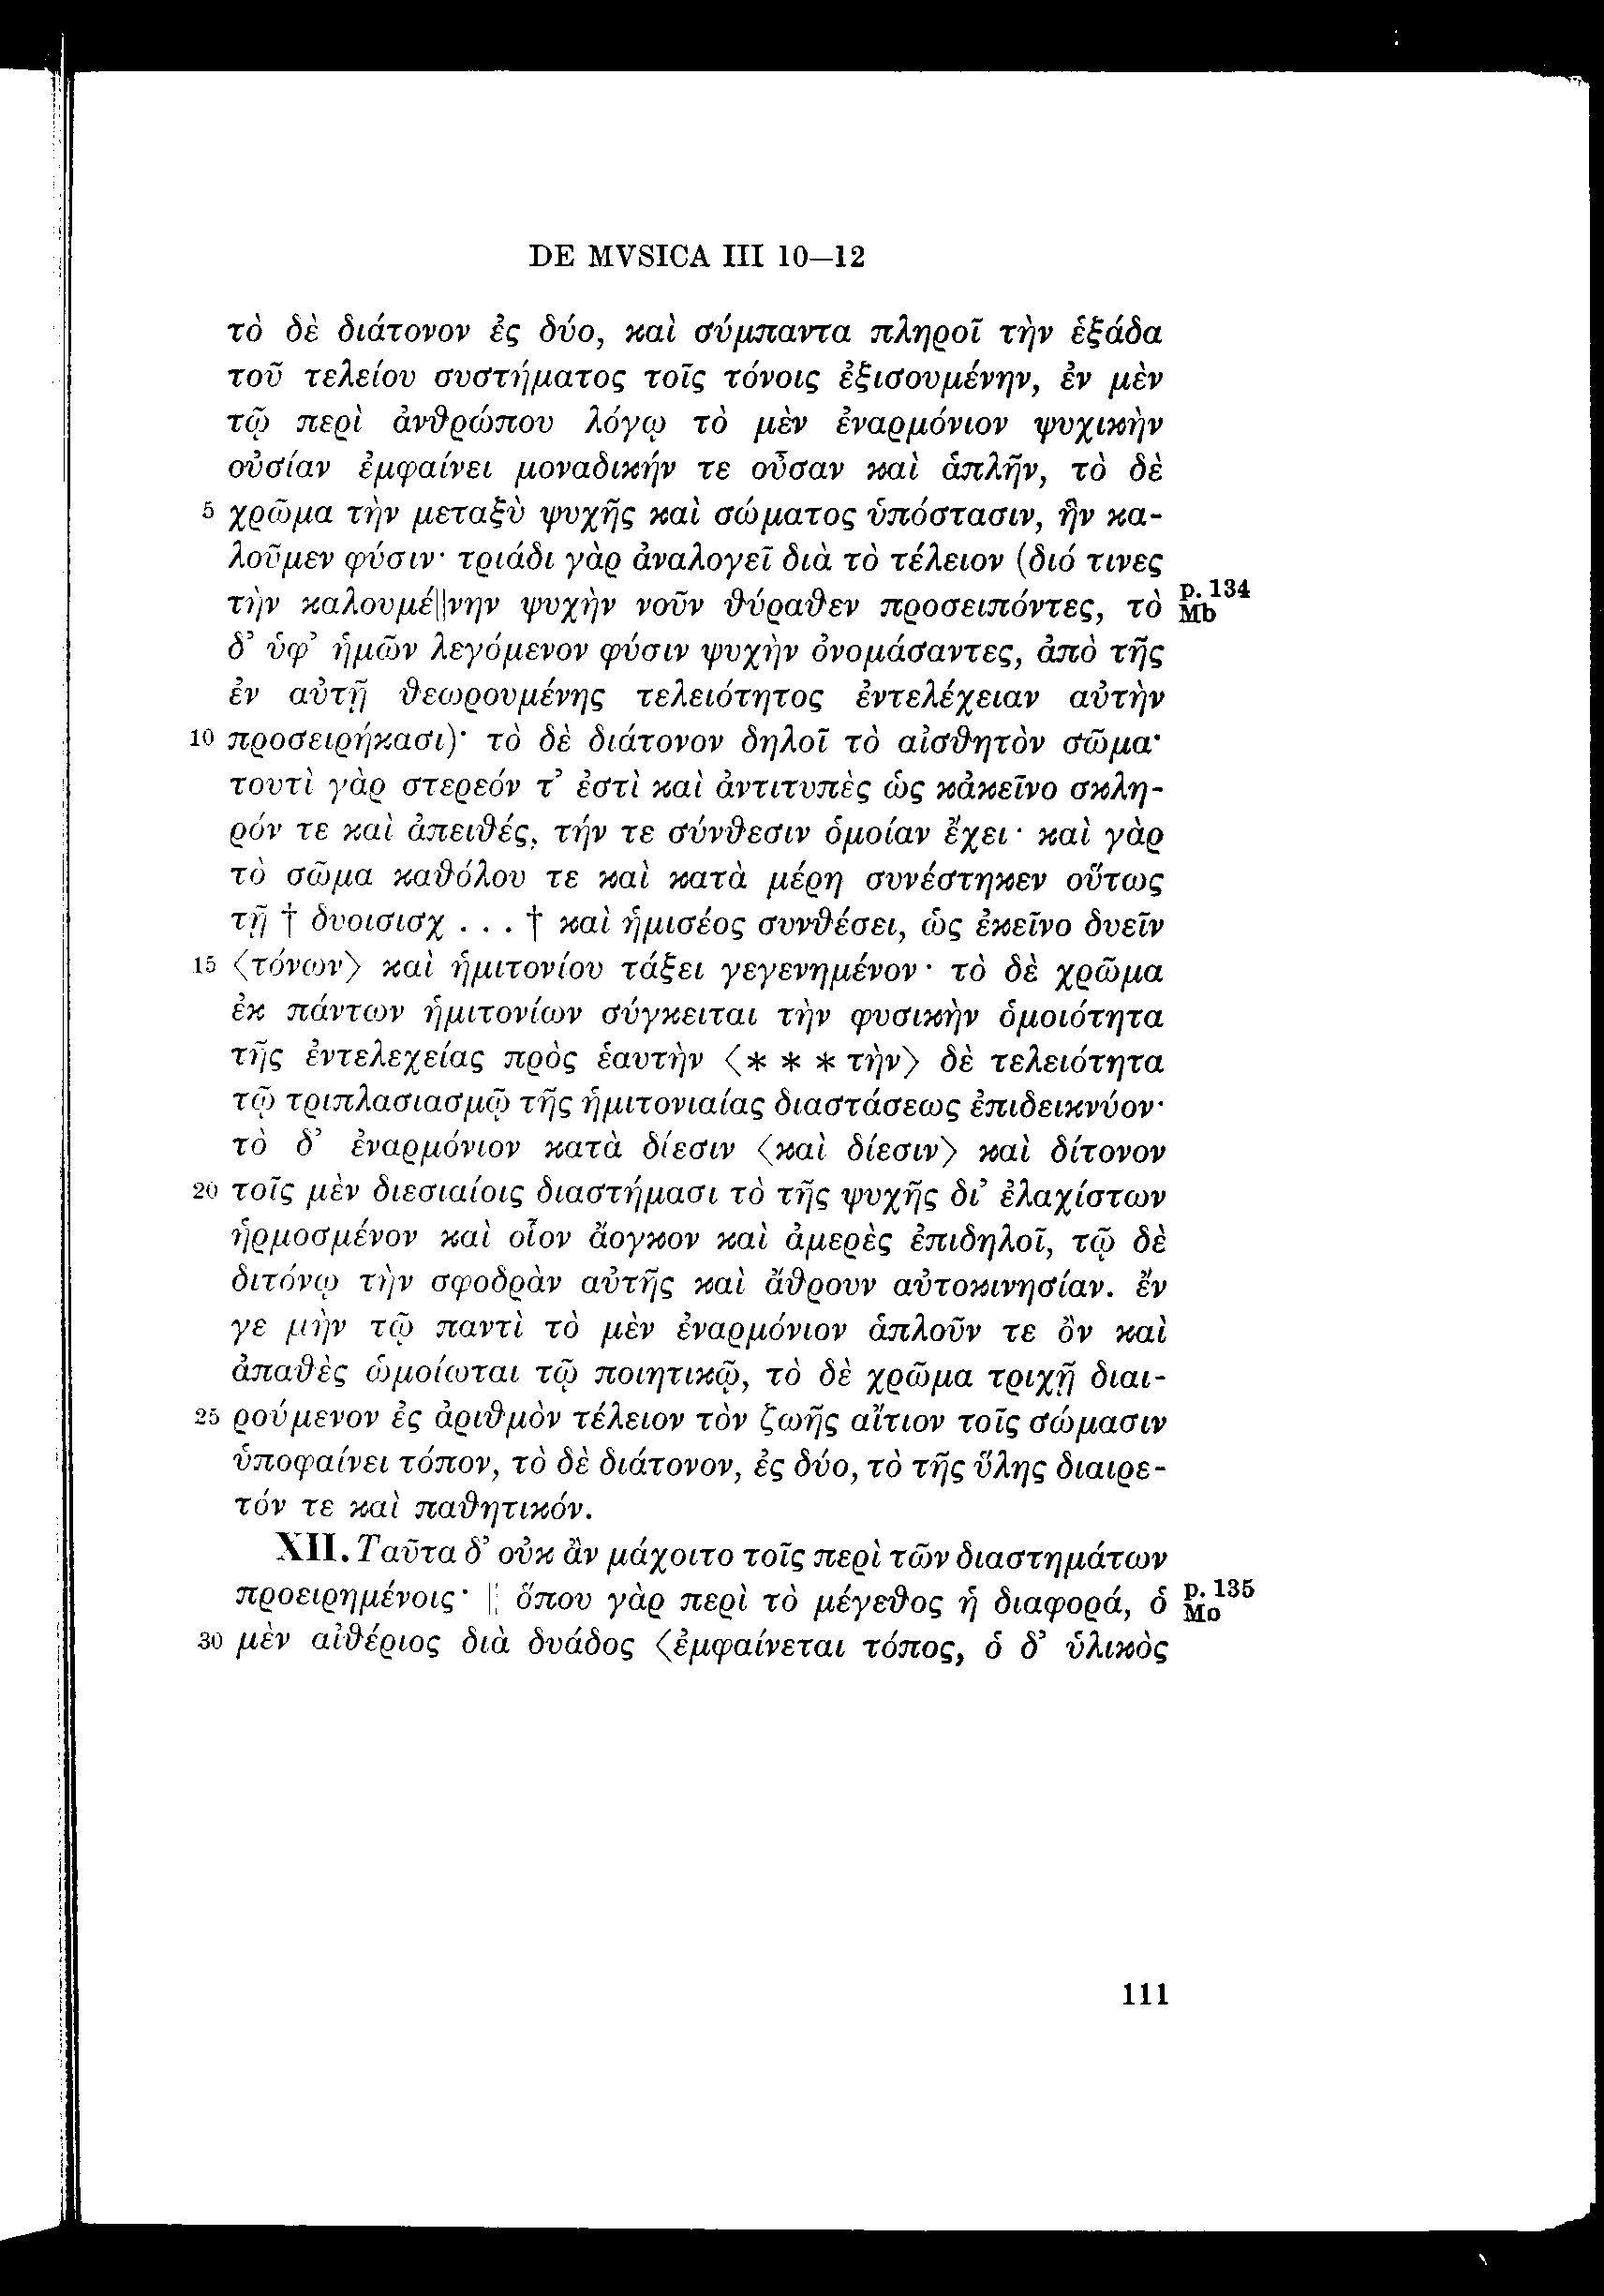 DE MVSICA III 10–12
τὸ δὲ διάτονον ἐς δύο, καὶ σύμπαντα πληροῖ τὴν ἑξάδα
τοῦ τελείου συστήματος τοῖς τόνοις ἐξισουμένην, ἐν μὲν
τῷ περὶ ἀνθρώπου λόγῳ τὸ μὲν ἐναρμόνιον ψυχικὴν
οὐσίαν ἐμφαίνει μοναδικήν τε οὖσαν καὶ ἁπλῆν, τὸ δὲ
5 χρῶμα τὴν μεταξὺ ψυχῆς καὶ σώματος ὑπόστασιν, ἣν κα-
λοῦμεν φύσιν· τριάδι γὰρ ἀναλογεῖ διὰ τὸ τέλειον (διό τινες
τὴν καλουμέ||νην ψυχὴν νοῦν θύραθεν προσειπόντες, τὸ p. 134 Mb
δ’ ὑφ’ ἡμῶν λεγόμενον φύσιν ψυχὴν ὀνομάσαντες, ἀπὸ τῆς
ἐν αὐτῇ θεωρουμένης τελειότητος ἐντελέχειαν αὐτὴν
10 προσειρήκασι)· τὸ δὲ διάτονον δηλοῖ τὸ αἰσθητὸν σῶμα·
τουτὶ γὰρ στερεόν τ’ ἐστὶ καὶ ἀντιτυπὲς ὡς κἀκεῖνο σκλη-
ρόν τε καὶ ἀπειθές, τήν τε σύνθεσιν ὁμοίαν ἔχει· καὶ γὰρ
τὸ σῶμα καθόλου τε καὶ κατὰ μέρη συνέστηκεν οὕτως
τῇ † δυοισισχ . . . † καὶ ἡμισέος συνθέσει, ὡς ἐκεῖνο δυεῖν
15 ⟨τόνων⟩ καὶ ἡμιτονίου τάξει γεγενημένον· τὸ δὲ χρῶμα
ἐκ πάντων ἡμιτονίων σύγκειται τὴν φυσικὴν ὁμοιότητα
τῆς ἐντελεχείας πρὸς ἑαυτὴν ⟨* * * τὴν⟩ δὲ τελειότητα
τῷ τριπλασιασμῷ τῆς ἡμιτονιαίας διαστάσεως ἐπιδεικνύον·
τὸ δ’ ἐναρμόνιον κατὰ δίεσιν ⟨καὶ δίεσιν⟩ καὶ δίτονον
20 τοῖς μὲν διεσιαίοις διαστήμασι τὸ τῆς ψυχῆς δι’ ἐλαχίστων
ἡρμοσμένον καὶ οἷον ἄογκον καὶ ἀμερὲς ἐπιδηλοῖ, τῷ δὲ
διτόνῳ τὴν σφοδρὰν αὐτῆς καὶ ἄθρουν αὐτοκινησίαν. ἔν
γε μὴν τῷ παντὶ τὸ μὲν ἐναρμόνιον ἁπλοῦν τε ὂν καὶ
ἀπαθὲς ὡμοίωται τῷ ποιητικῷ, τὸ δὲ χρῶμα τριχῇ διαι-
25 ρούμενον ἐς ἀριθμὸν τέλειον τὸν ζωῆς αἴτιον τοῖς σώμασιν
ὑποφαίνει τόπον, τὸ δὲ διάτονον, ἐς δύο, τὸ τῆς ὕλης διαιρε-
τόν τε καὶ παθητικόν.
XII. Ταῦτα δ’ οὐκ ἂν μάχοιτο τοῖς περὶ τῶν διαστημάτων
προειρημένοις· || ὅπου γὰρ περὶ τὸ μέγεθος ἡ διαφορά, ὁ p. 135 Mo
30 μὲν αἰθέριος διὰ δυάδος ⟨ἐμφαίνεται τόπος, ὁ δ’ ὑλικὸς
111